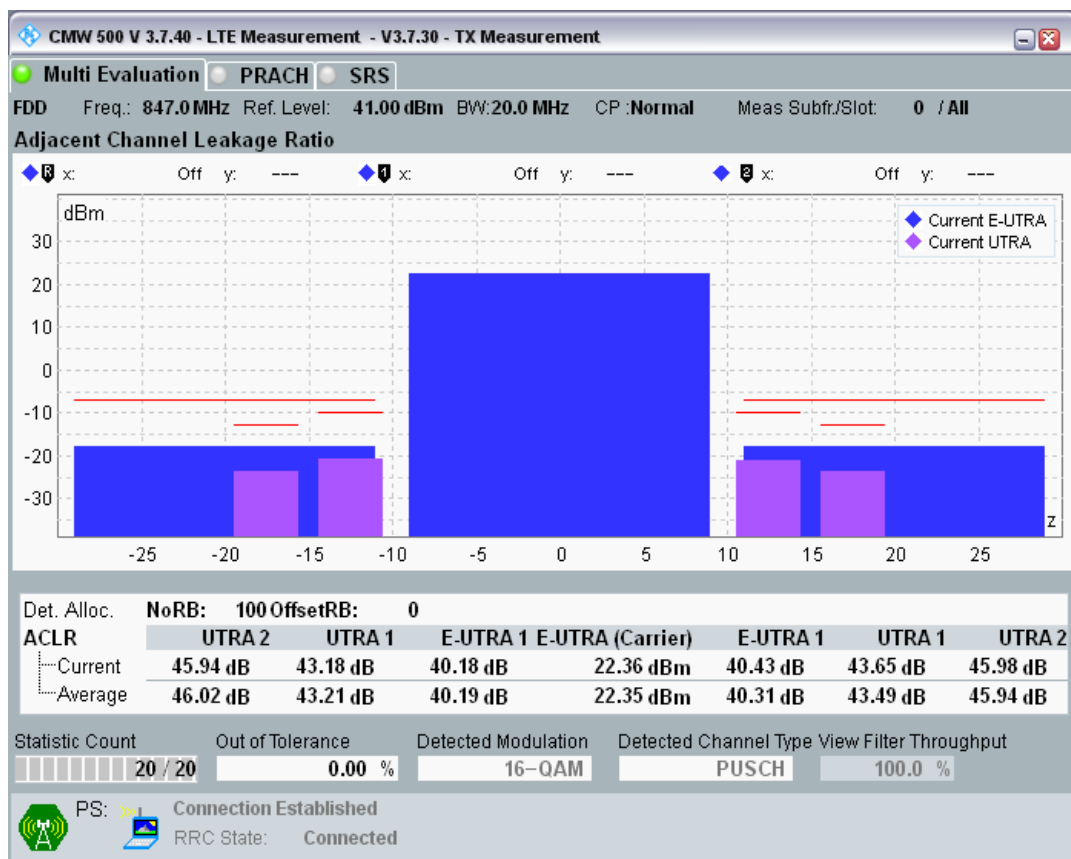 CMW 500 V 3.7.40 - LTE Measurement - V3.7.30 - TX Measurement
Multi Evaluation PRACH SRS
FDD Freq.: 847.0 MHz Ref. Level: 41.00 dBm BW: 20.0 MHz CP :Normal Meas Subfr./Slot: 0 / All
Adjacent Channel Leakage Ratio
R x: Off y: --- 1 x: Off y: --- 2 x: Off y: ---
dBm
Current E-UTRA
Current UTRA
30
20
10
0
-10
-20
-30
z
-25 -20 -15 -10 -5 0 5 10 15 20 25
Det. Alloc. NoRB: 100 OffsetRB: 0
ACLR UTRA 2 UTRA 1 E-UTRA 1 E-UTRA (Carrier) E-UTRA 1 UTRA 1 UTRA 2
Current 45.94 dB 43.18 dB 40.18 dB 22.36 dBm 40.43 dB 43.65 dB 45.98 dB
Average 46.02 dB 43.21 dB 40.19 dB 22.35 dBm 40.31 dB 43.49 dB 45.94 dB
Statistic Count Out of Tolerance Detected Modulation Detected Channel Type View Filter Throughput
20 / 20 0.00 % 16-QAM PUSCH 100.0 %
PS: Connection Established
RRC State: Connected